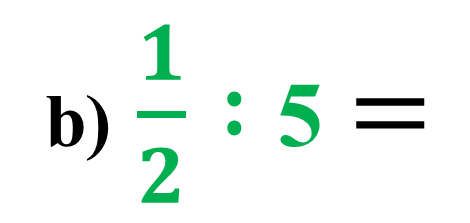 b) 1/2 : 5 =